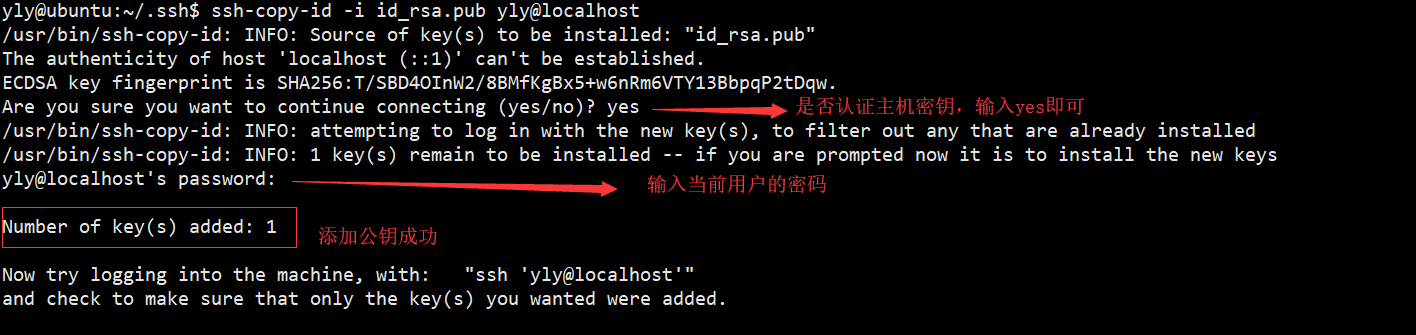 yly@ubuntu:~/.ssh$ ssh-copy-id -i id_rsa.pub yly@localhost
/usr/bin/ssh-copy-id: INFO: Source of key(s) to be installed: "id_rsa.pub"
The authenticity of host 'localhost (::1)' can't be established.
ECDSA key fingerprint is SHA256:T/SBD4OInW2/8BMfKgBx5+w6nRm6VTY13BbpqP2tDqw.
Are you sure you want to continue connecting (yes/no)? yes 是否认证主机密钥，输入yes即可
/usr/bin/ssh-copy-id: INFO: attempting to log in with the new key(s), to filter out any that are already installed
/usr/bin/ssh-copy-id: INFO: 1 key(s) remain to be installed -- if you are prompted now it is to install the new keys
yly@localhost's password: 输入当前用户的密码
Number of key(s) added: 1 添加公钥成功
Now try logging into the machine, with:   "ssh 'yly@localhost'"
and check to make sure that only the key(s) you wanted were added.